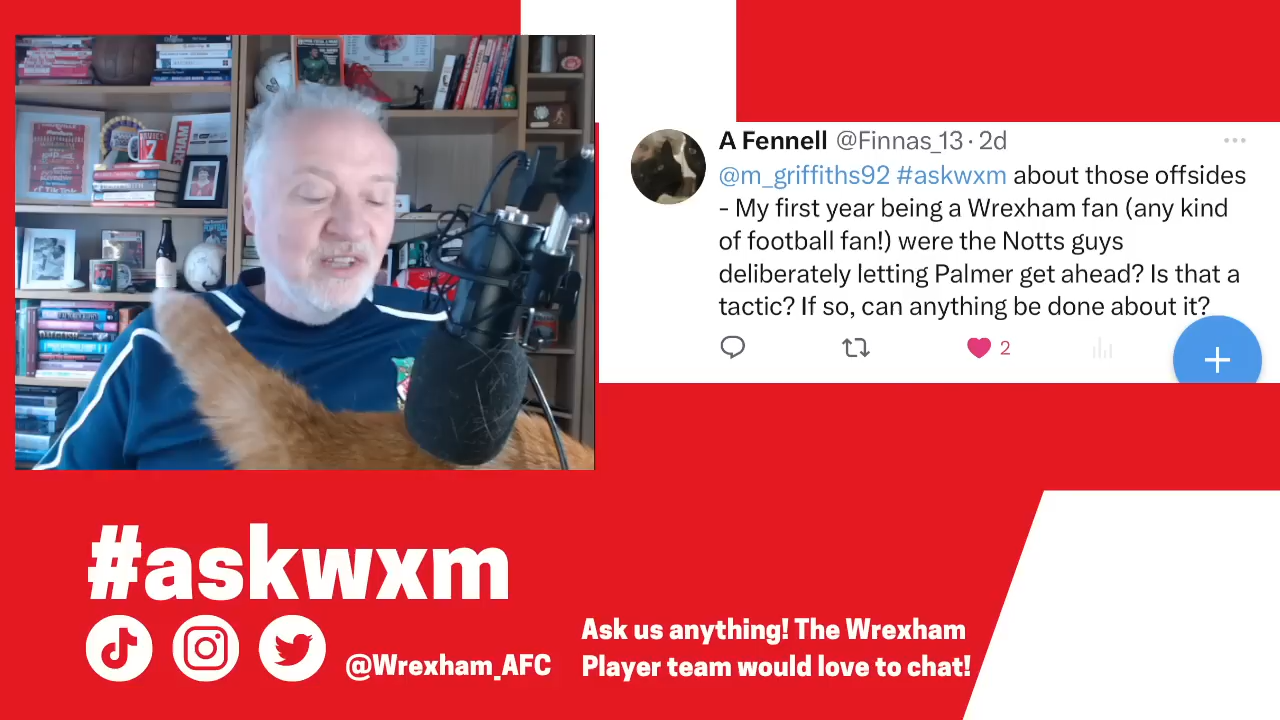 A Fennell @Finnas_13 · 2d
@m_griffiths92 #askwxm about those offsides
- My first year being a Wrexham fan (any kind
of football fan!) were the Notts guys
deliberately letting Palmer get ahead? Is that a
tactic? If so, can anything be done about it?
2
#askwxm
@Wrexham_AFC
Ask us anything! The Wrexham
Player team would love to chat!